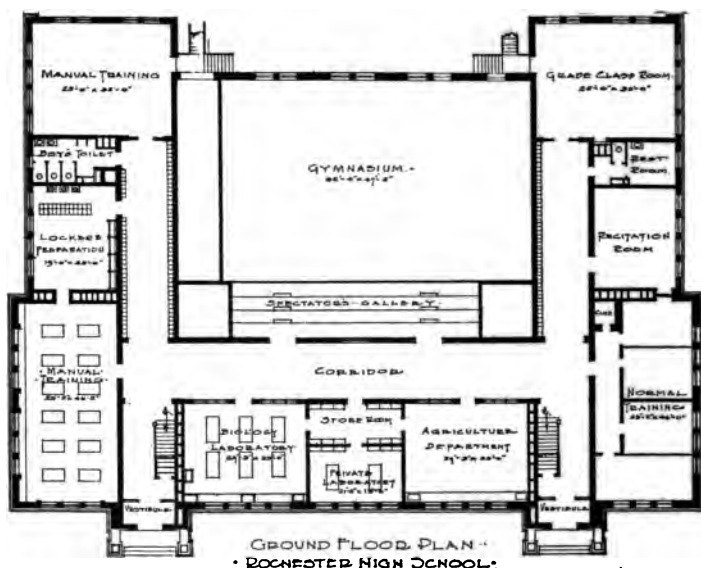 MANUAL TRAINING
GRADE CLASS ROOM
BOYS TOILET
REST
ROOM
GYMNASIUM
LOCKERS
PREPARATION
RECITATION
ROOM
SPECTATORS GALLERY
MANUAL
TRAINING
CORRIDOR
NORMAL
TRAINING
BIOLOGY
LABORATORY
STORE ROOM
AGRICULTURE
DEPARTMENT
PRIVATE
LABORATORY
VESTIBULE
VESTIBULE
GROUND FLOOR PLAN
· ROCHESTER HIGH SCHOOL ·